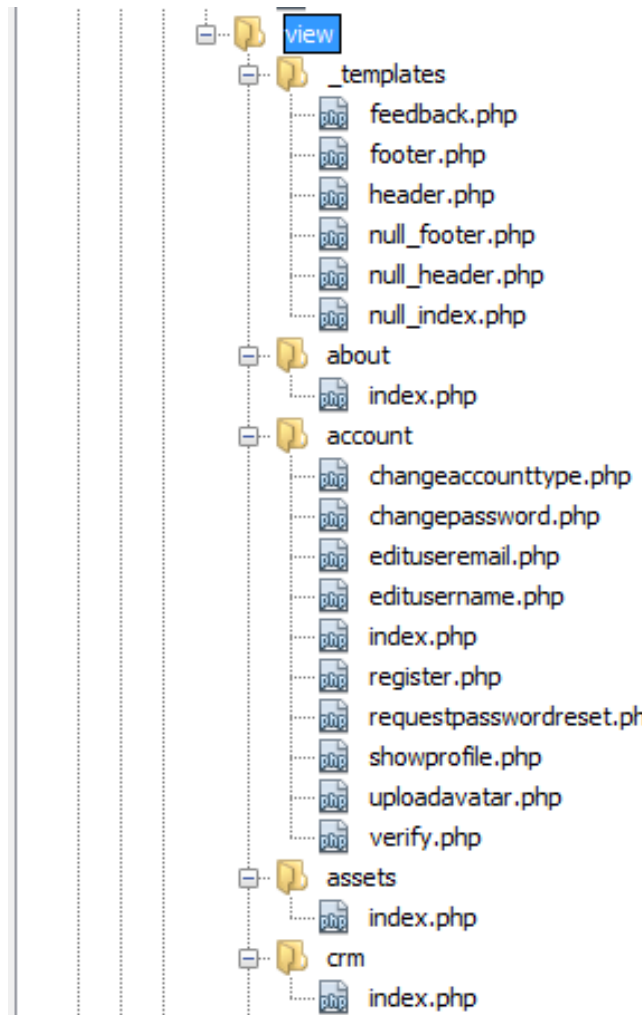 view
_templates
feedback.php
footer.php
header.php
null_footer.php
null_header.php
null_index.php
about
index.php
account
changeaccounttype.php
changepassword.php
edituseremail.php
editusername.php
index.php
register.php
requestpasswordreset.ph
showprofile.php
uploadavatar.php
verify.php
assets
index.php
crm
index.php